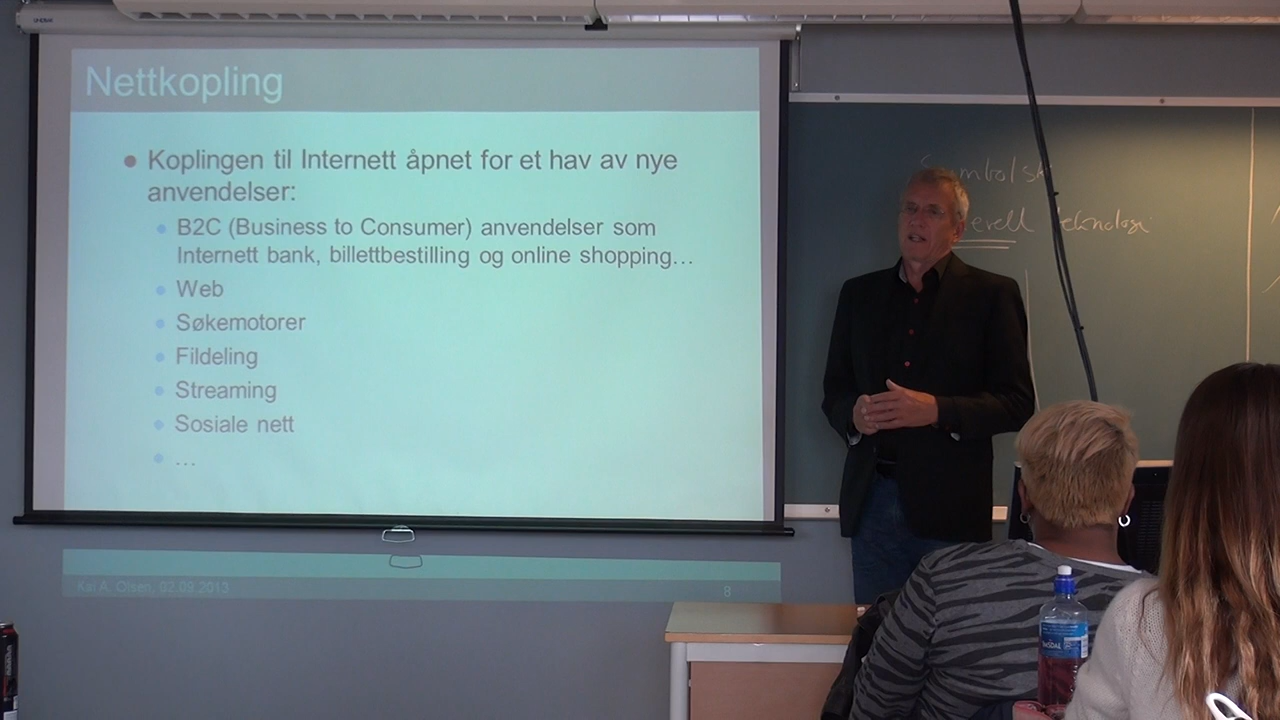 Nettkopling
● Koplingen til Internett åpnet for et hav av nye
anvendelser:
● B2C (Business to Consumer) anvendelser som
Internett bank, billettbestilling og online shopping…
● Web
● Søkemotorer
● Fildeling
● Streaming
● Sosiale nett
● …
Kai A. Olsen, 02.09.2013
8
teknologi